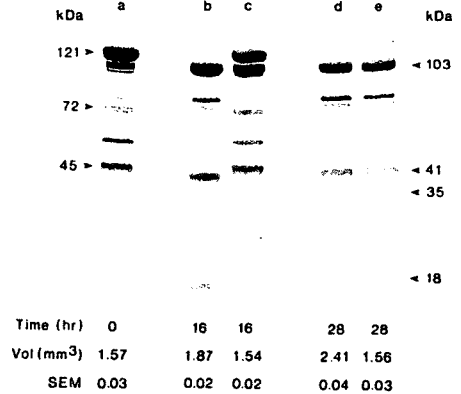 kDa a b c d e kDa
121 ► ◄ 103
72 ►
45 ► ◄ 41
◄ 35
◄ 18
Time (hr) 0 16 16 28 28
Vol (mm³) 1.57 1.87 1.54 2.41 1.56
SEM 0.03 0.02 0.02 0.04 0.03